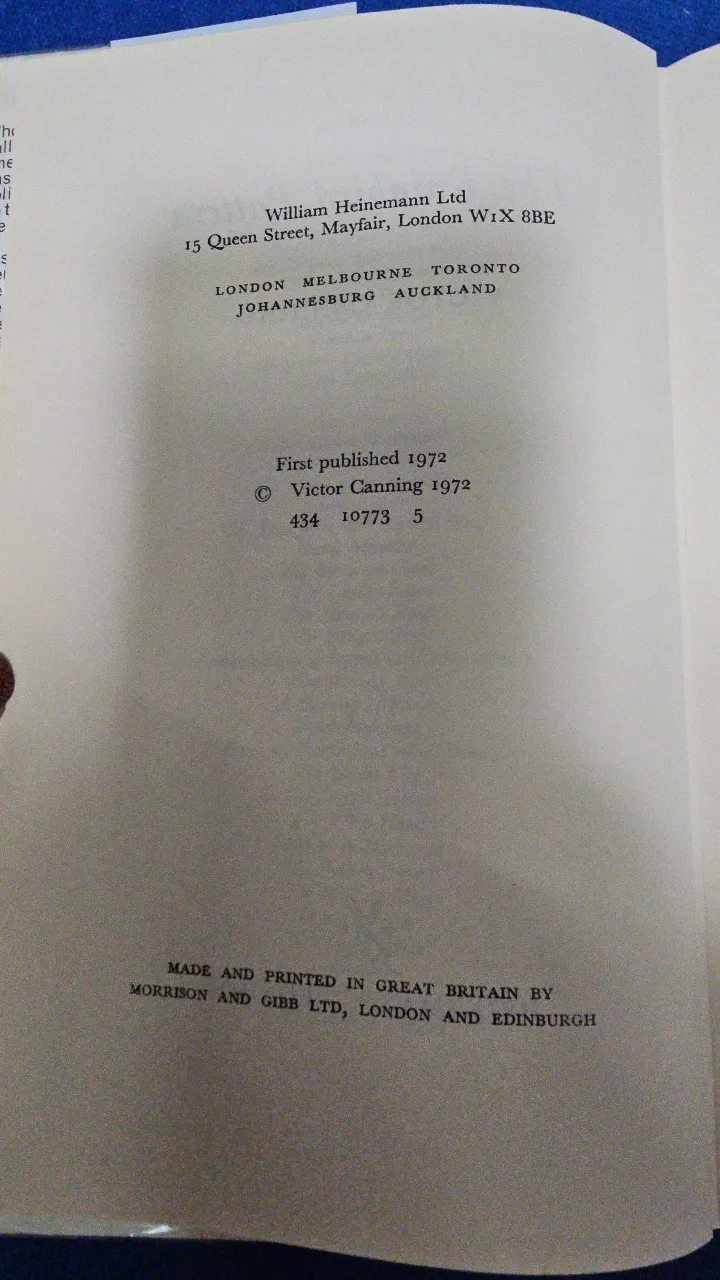 William Heinemann Ltd
15 Queen Street, Mayfair, London W1X 8BE
LONDON MELBOURNE TORONTO
JOHANNESBURG AUCKLAND
First published 1972
© Victor Canning 1972
434 10773 5
MADE AND PRINTED IN GREAT BRITAIN BY
MORRISON AND GIBB LTD, LONDON AND EDINBURGH